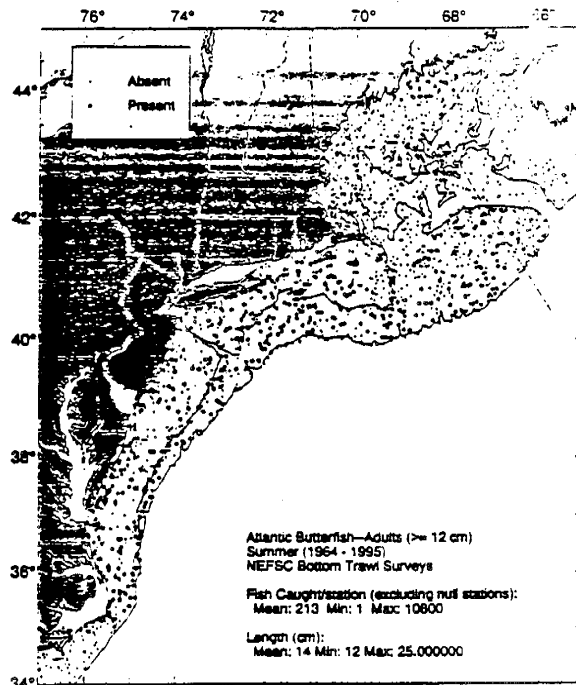 76° 74° 72° 70° 68° 66°
Absent
Present
44°
42°
40°
38°
36°
34°
Atlantic Butterfish—Adults (>= 12 cm)
Summer (1964 - 1995)
NEFSC Bottom Trawl Surveys
Fish Caught/station (excluding null stations):
Mean: 213 Min: 1 Max: 10800
Length (cm):
Mean: 14 Min: 12 Max: 25.000000